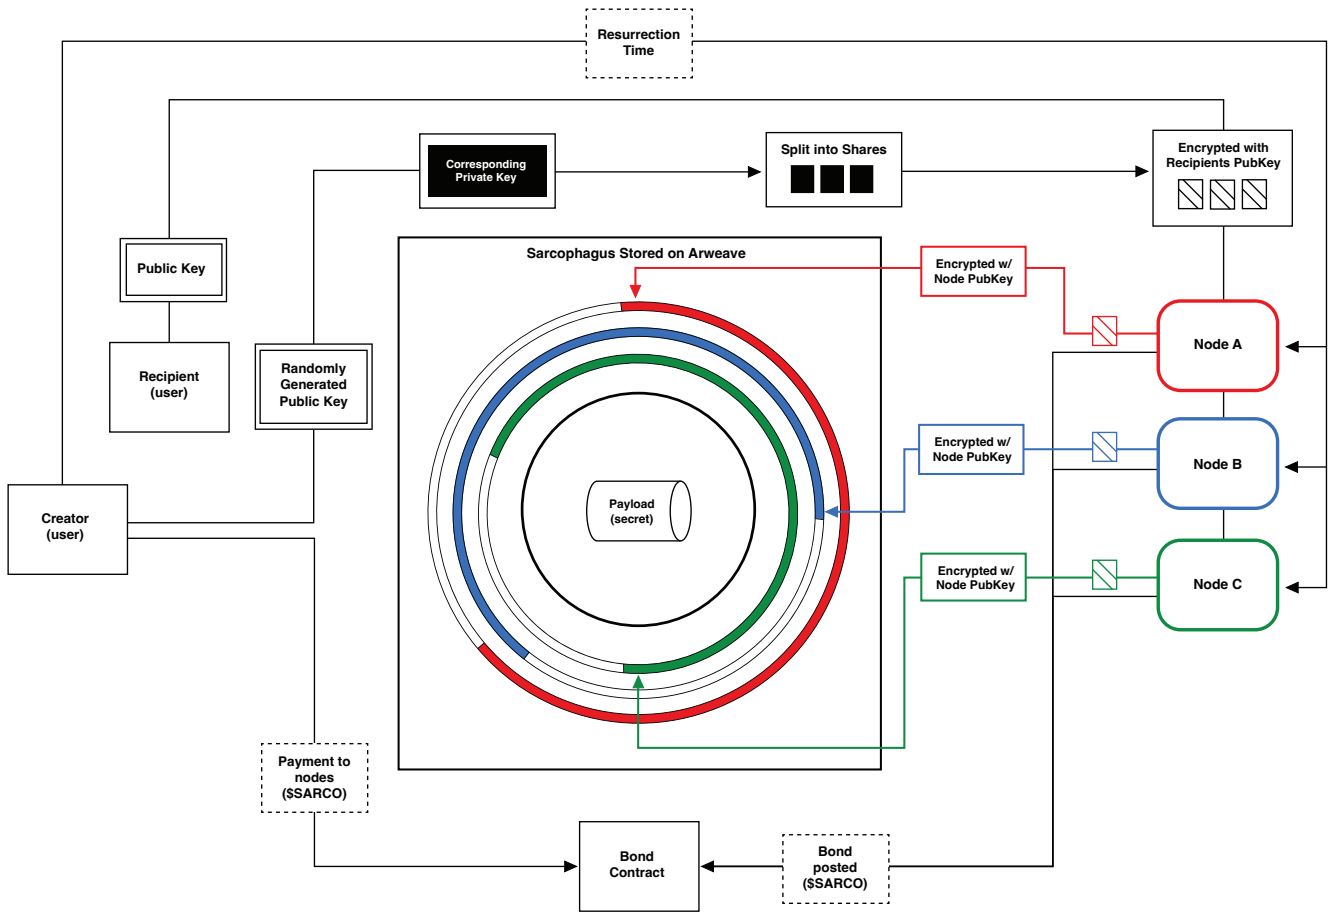 Resurrection
Time
Corresponding
Private Key
Split into Shares
Encrypted with
Recipients PubKey
Public Key
Recipient
(user)
Randomly
Generated
Public Key
Creator
(user)
Sarcophagus Stored on Arweave
Payload
(secret)
Encrypted w/
Node PubKey
Node A
Encrypted w/
Node PubKey
Node B
Encrypted w/
Node PubKey
Node C
Payment to
nodes
($SARCO)
Bond
Contract
Bond
posted
($SARCO)